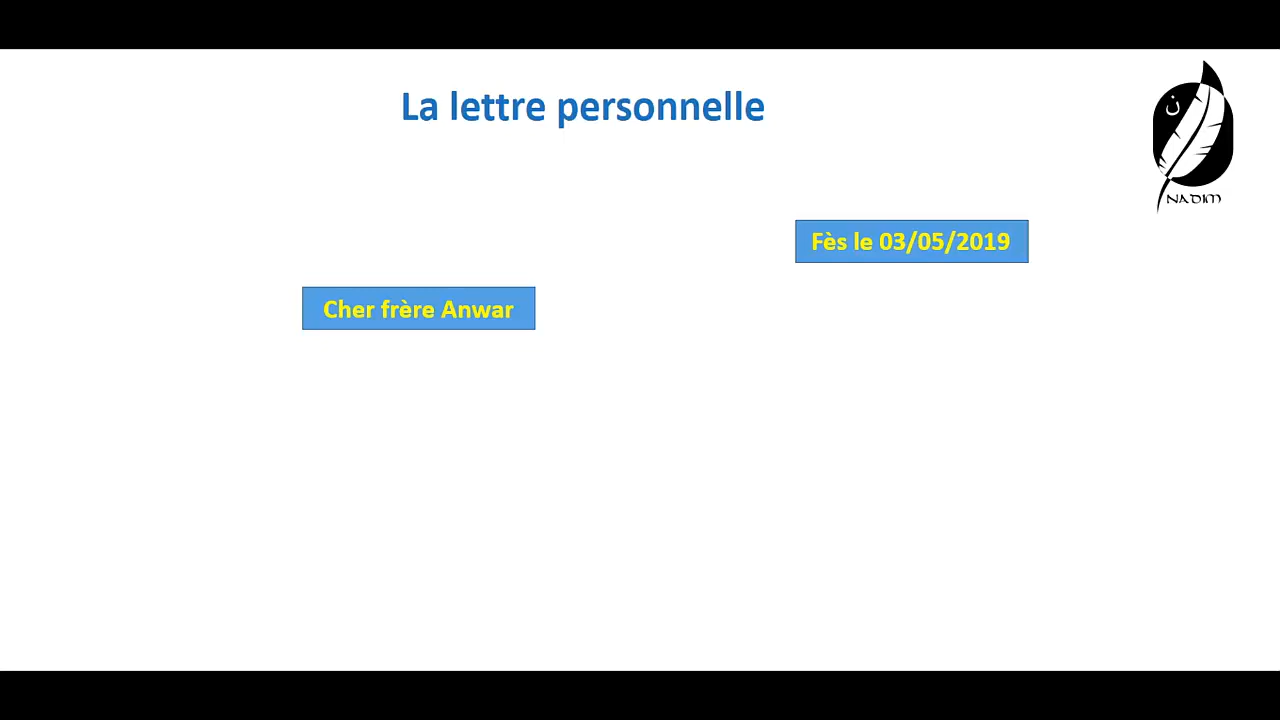 La lettre personnelle
ن
NADIM
Fès le 03/05/2019
Cher frère Anwar